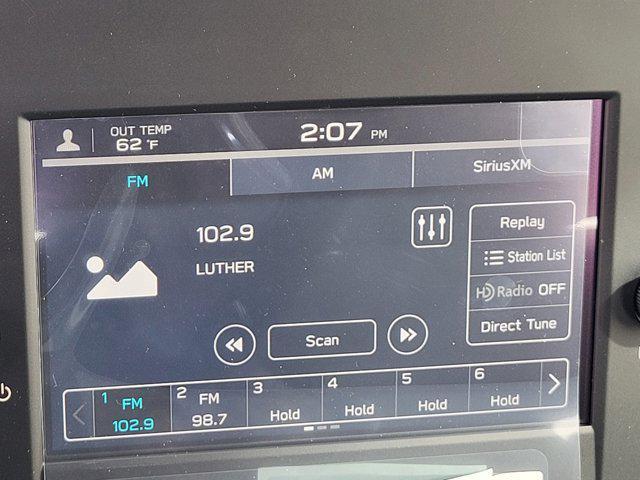 OUT TEMP
62°F
2:07 PM
FM
AM
SiriusXM
102.9
LUTHER
Replay
Station List
HD Radio OFF
Direct Tune
Scan
1 FM
102.9
2 FM
98.7
3
Hold
4
Hold
5
Hold
6
Hold